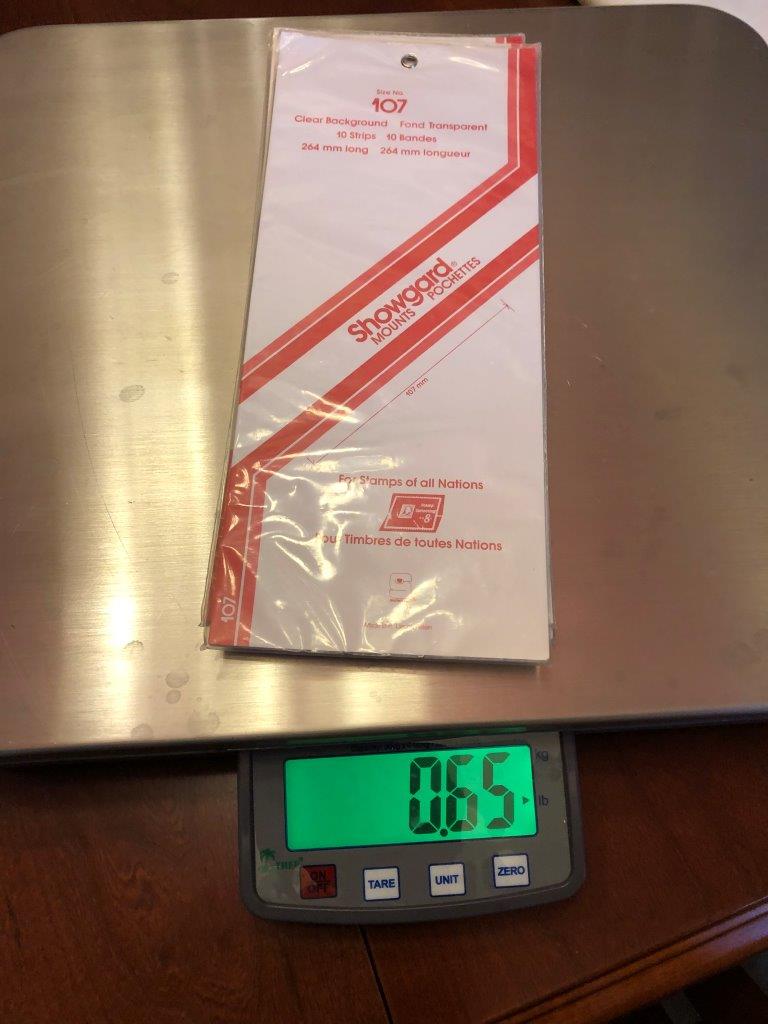 Size No.
107
Clear Background Fond Transparent
10 Strips 10 Bandes
264 mm long 264 mm longueur
Showgard®
MOUNTS POCHETTES
107 mm
For Stamps of all Nations
Pour Timbres de toutes Nations
107
kg
0.65
lb
TREE
ON
OFF
TARE
UNIT
ZERO